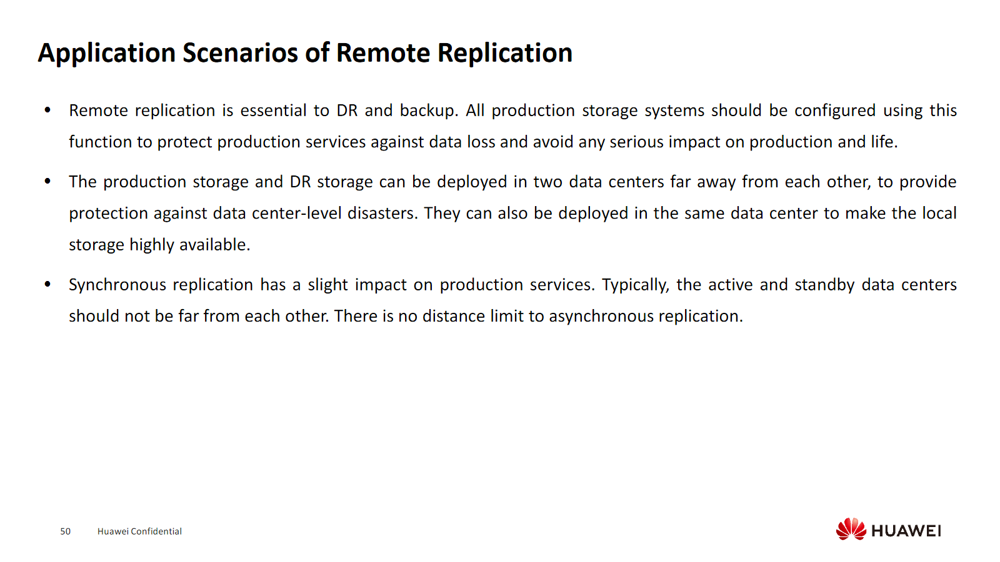 Application Scenarios of Remote Replication
• Remote replication is essential to DR and backup. All production storage systems should be configured using this
function to protect production services against data loss and avoid any serious impact on production and life.
• The production storage and DR storage can be deployed in two data centers far away from each other, to provide
protection against data center-level disasters. They can also be deployed in the same data center to make the local
storage highly available.
• Synchronous replication has a slight impact on production services. Typically, the active and standby data centers
should not be far from each other. There is no distance limit to asynchronous replication.
50 Huawei Confidential
HUAWEI